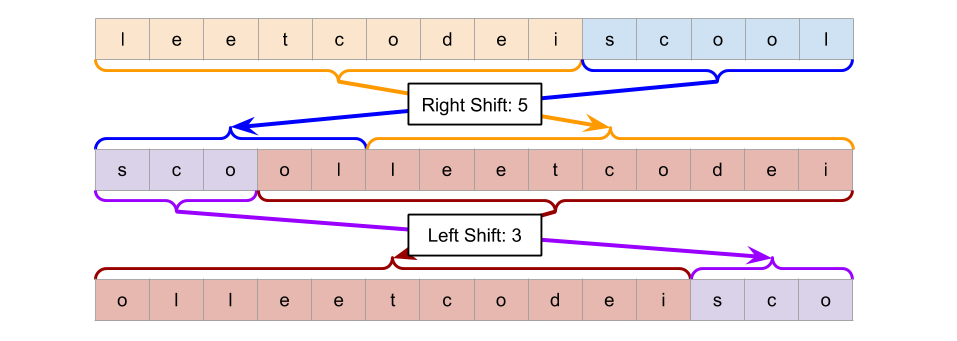 l e e t c o d e i s c o o l
Right Shift: 5
s c o o l l e e t c o d e i
Left Shift: 3
o l l e e t c o d e i s c o